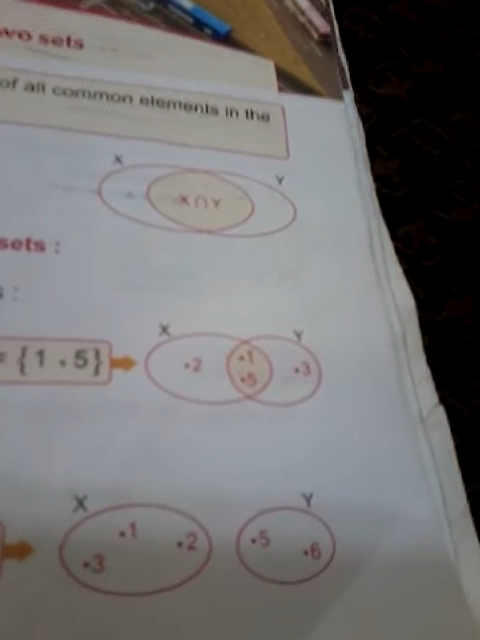 wo sets
of all common elements in the
X
Y
X∩Y
sets :
:
X
Y
= {1 , 5}
•2
•1
•5
•3
X
Y
•1
•2
•3
•5
•6